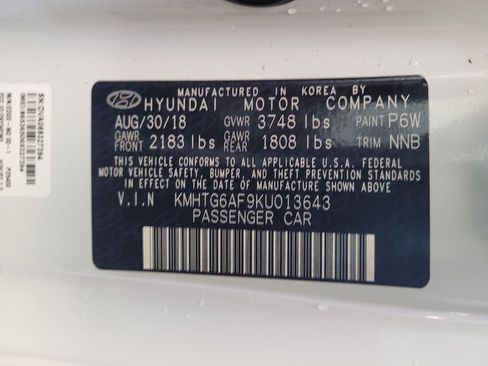 MANUFACTURED IN KOREA BY
HYUNDAI MOTOR COMPANY
AUG/30/18 GVWR 3748 lbs PAINT P6W
GAWR FRONT 2183 lbs GAWR REAR 1808 lbs TRIM NNB
THIS VEHICLE CONFORMS TO ALL APPLICABLE U.S.A. FEDERAL
MOTOR VEHICLE SAFETY, BUMPER, AND THEFT PREVENTION STANDARDS
IN EFFECT ON THE DATE OF MANUFACTURE SHOWN ABOVE.
V.I.N KMHTG6AF9KU013643
PASSENGER CAR